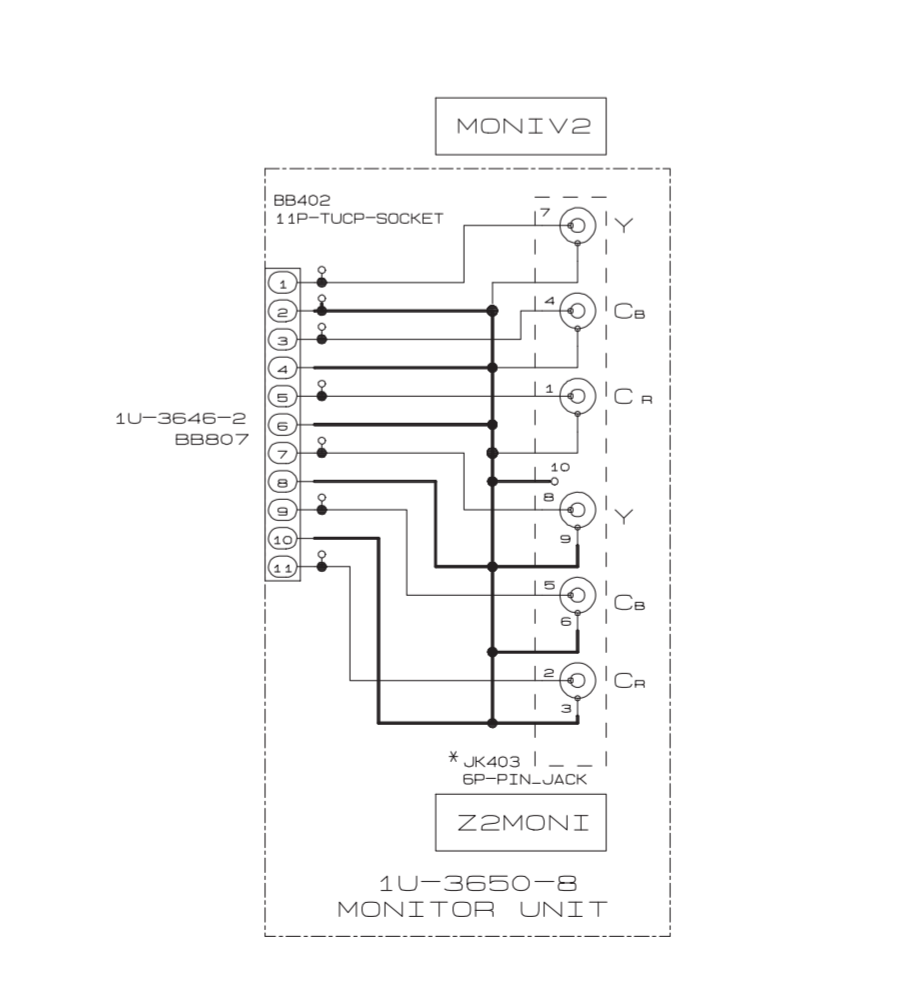 MONIV2
BB402
11P-TUCP-SOCKET
7
Y
1
2
4
CB
3
4
5
1
CR
1U-3646-2
6
BB807
7
10
8
8
9
Y
10
9
11
5
CB
6
2
CR
3
* JK403
6P-PIN_JACK
Z2MONI
1U-3650-8
MONITOR UNIT